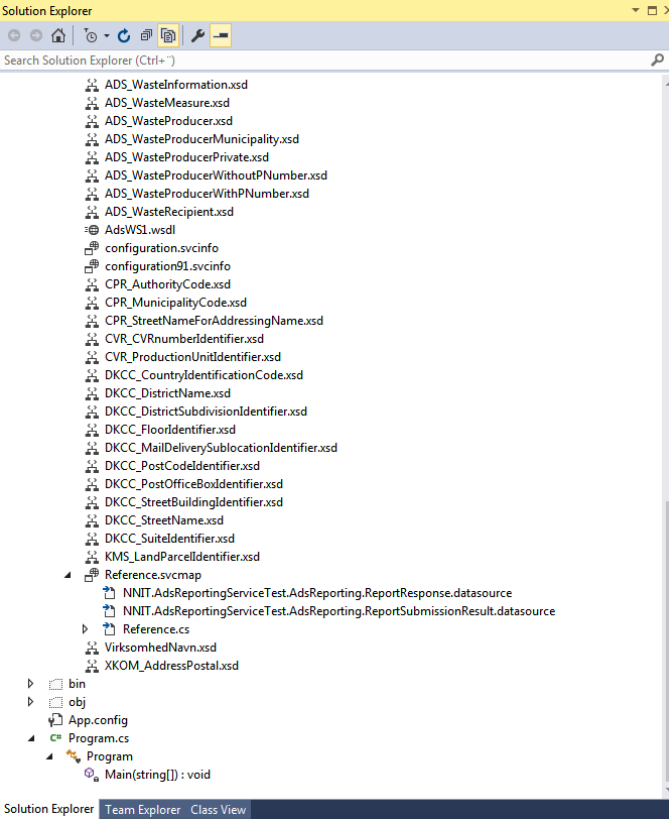 Solution Explorer
Search Solution Explorer (Ctrl+¨)
ADS_WasteInformation.xsd
ADS_WasteMeasure.xsd
ADS_WasteProducer.xsd
ADS_WasteProducerMunicipality.xsd
ADS_WasteProducerPrivate.xsd
ADS_WasteProducerWithoutPNumber.xsd
ADS_WasteProducerWithPNumber.xsd
ADS_WasteRecipient.xsd
AdsWS1.wsdl
configuration.svcinfo
configuration91.svcinfo
CPR_AuthorityCode.xsd
CPR_MunicipalityCode.xsd
CPR_StreetNameForAddressingName.xsd
CVR_CVRnumberIdentifier.xsd
CVR_ProductionUnitIdentifier.xsd
DKCC_CountryIdentificationCode.xsd
DKCC_DistrictName.xsd
DKCC_DistrictSubdivisionIdentifier.xsd
DKCC_FloorIdentifier.xsd
DKCC_MailDeliverySublocationIdentifier.xsd
DKCC_PostCodeIdentifier.xsd
DKCC_PostOfficeBoxIdentifier.xsd
DKCC_StreetBuildingIdentifier.xsd
DKCC_StreetName.xsd
DKCC_SuiteIdentifier.xsd
KMS_LandParcelIdentifier.xsd
Reference.svcmap
NNIT.AdsReportingServiceTest.AdsReporting.ReportResponse.datasource
NNIT.AdsReportingServiceTest.AdsReporting.ReportSubmissionResult.datasource
Reference.cs
VirksomhedNavn.xsd
XKOM_AddressPostal.xsd
bin
obj
App.config
C# Program.cs
Program
Main(string[]) : void
Solution Explorer Team Explorer Class View